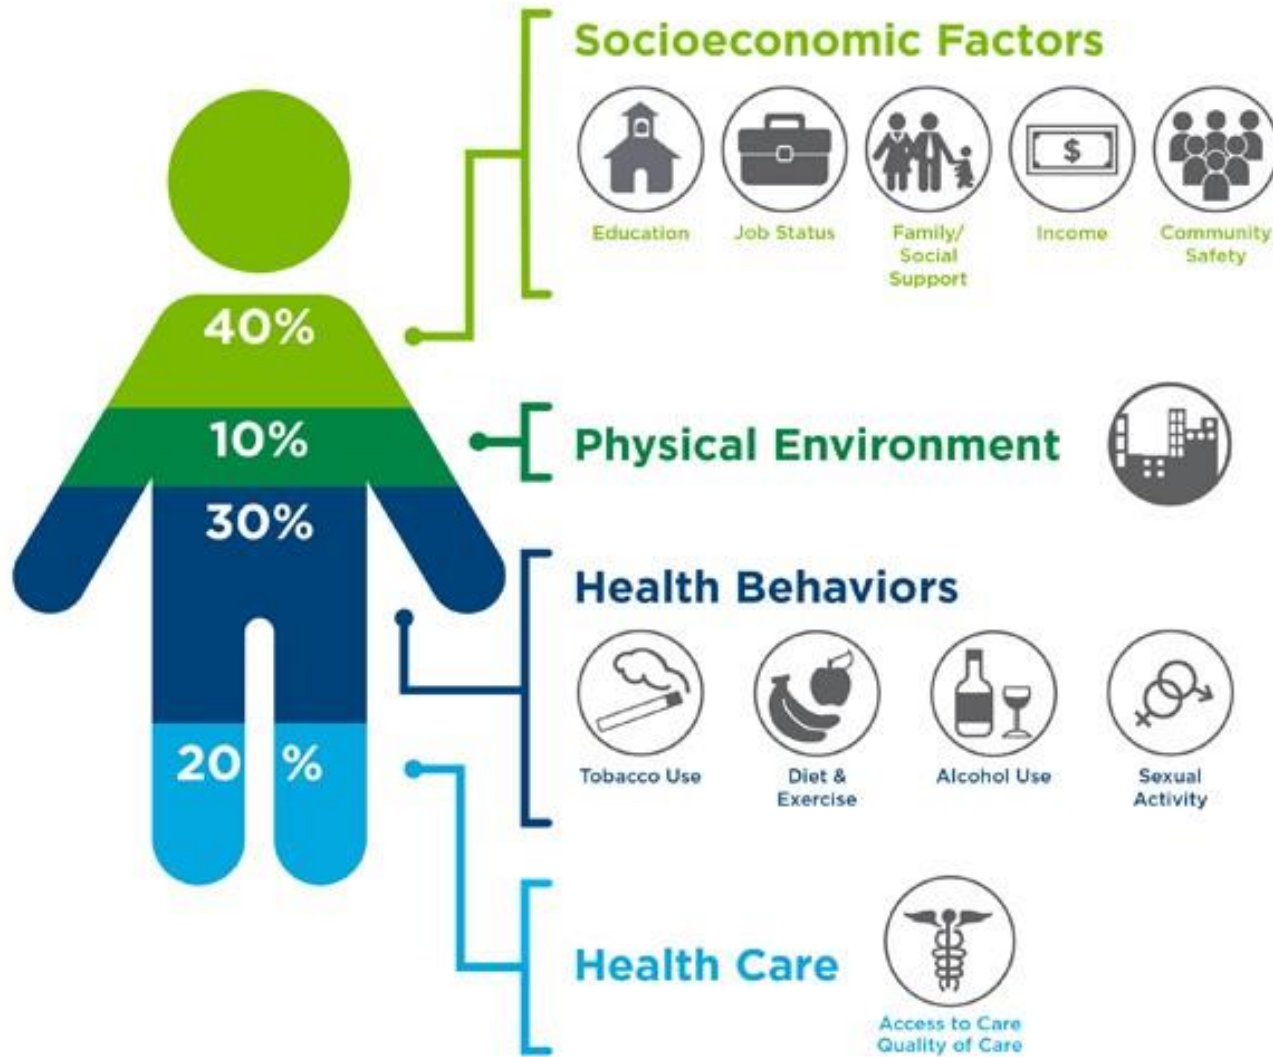 Socioeconomic Factors
$
Education
Job Status
Family/
Social
Support
Income
Community
Safety
40%
10%
Physical Environment
30%
Health Behaviors
Tobacco Use
Diet &
Exercise
Alcohol Use
Sexual
Activity
20 %
Health Care
Access to Care
Quality of Care